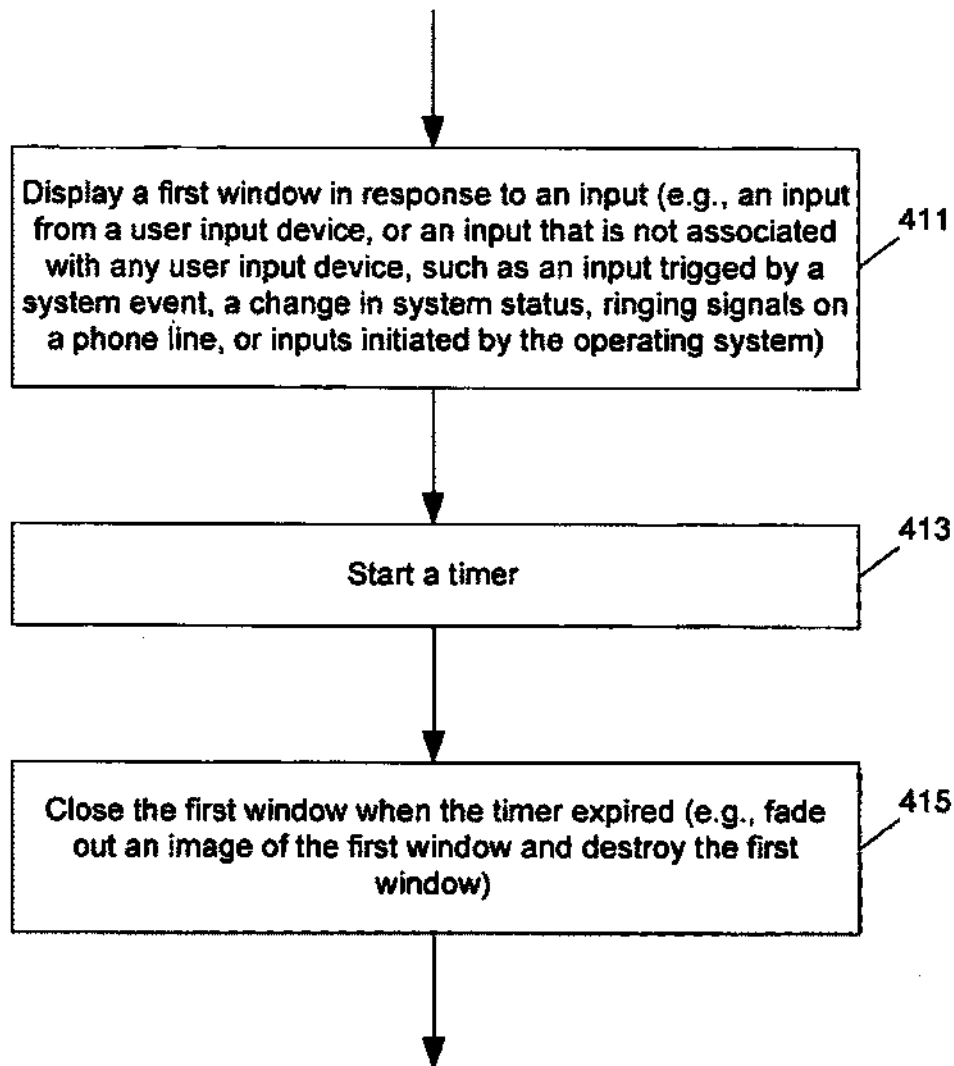 Display a first window in response to an input (e.g., an input
from a user input device, or an input that is not associated
with any user input device, such as an input trigged by a
system event, a change in system status, ringing signals on
a phone line, or inputs initiated by the operating system)
411
Start a timer
413
Close the first window when the timer expired (e.g., fade
out an image of the first window and destroy the first
window)
415